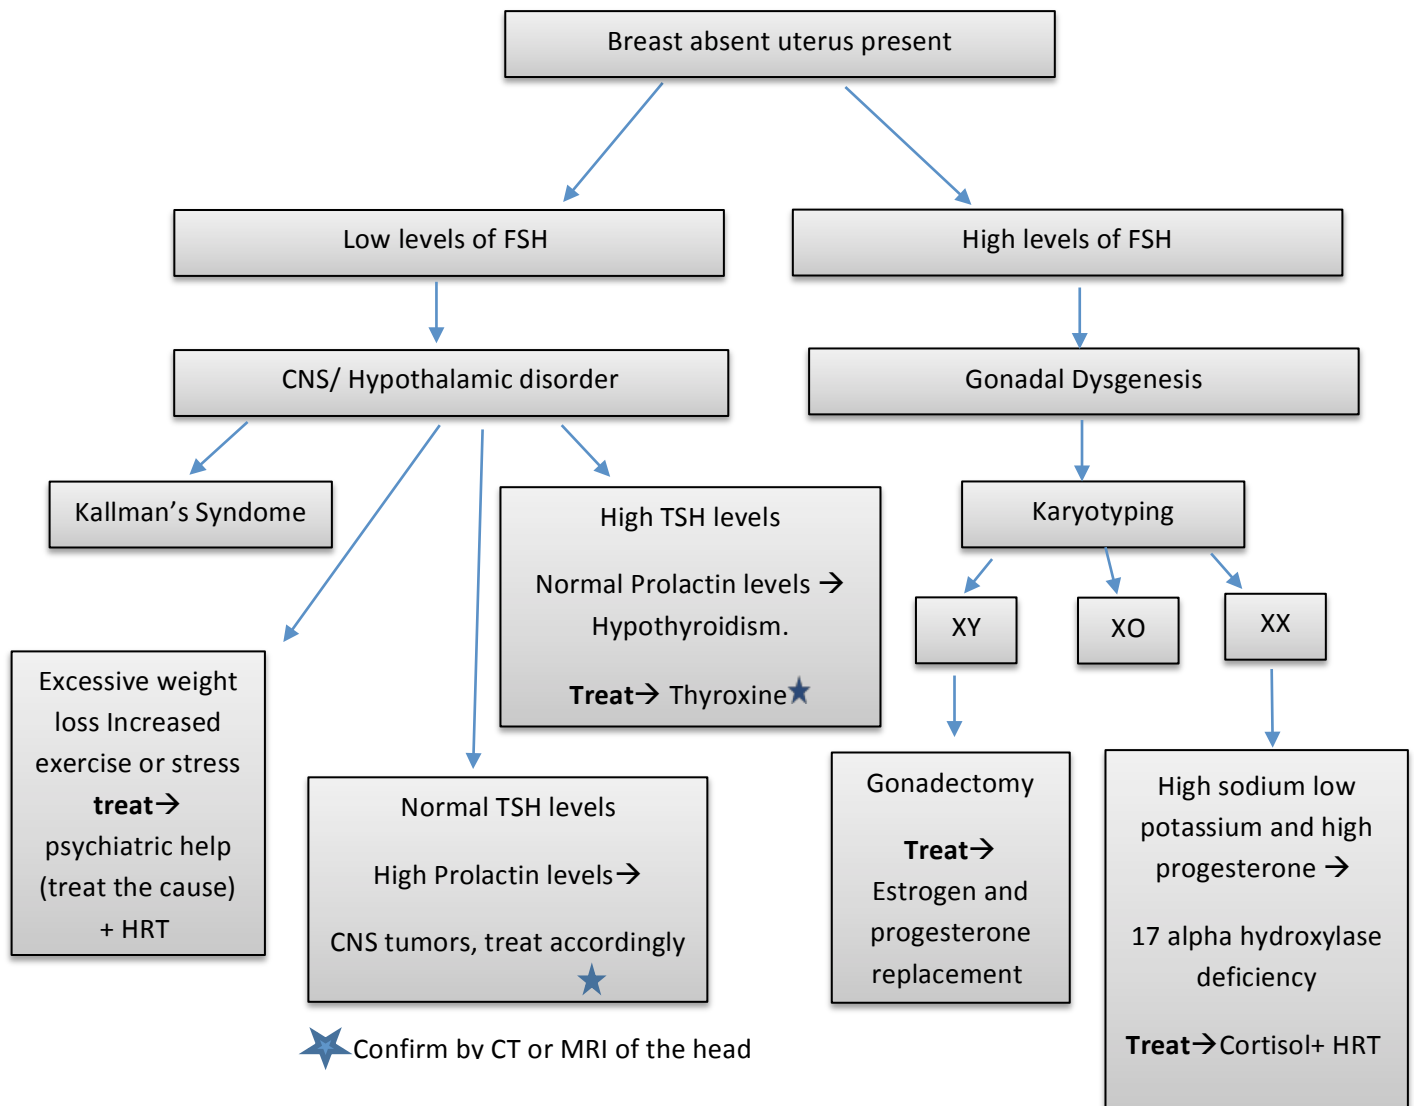 Breast absent uterus present
Low levels of FSH
High levels of FSH
CNS/ Hypothalamic disorder
Gonadal Dysgenesis
Kallman’s Syndome
High TSH levels
Normal Prolactin levels →
Hypothyroidism.
Treat→ Thyroxine
Karyotyping
XY
XO
XX
Excessive weight
loss Increased
exercise or stress
treat→
psychiatric help
(treat the cause)
+ HRT
Normal TSH levels
High Prolactin levels→
CNS tumors, treat accordingly
Gonadectomy
Treat→
Estrogen and
progesterone
replacement
High sodium low
potassium and high
progesterone →
17 alpha hydroxylase
deficiency
Treat→Cortisol+ HRT
Confirm by CT or MRI of the head